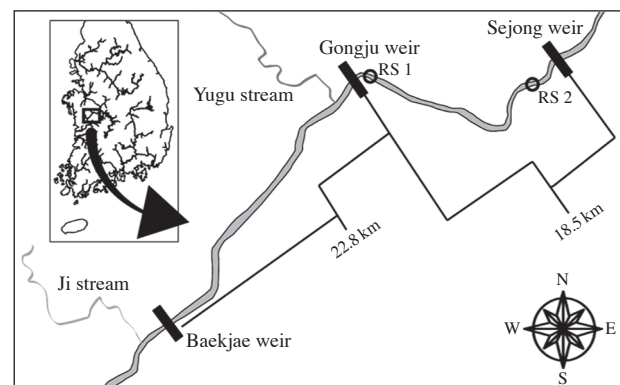 Sejong weir
Gongju weir
RS 1
RS 2
Yugu stream
22.8 km
18.5 km
Ji stream
Baekjae weir
N
W E
S